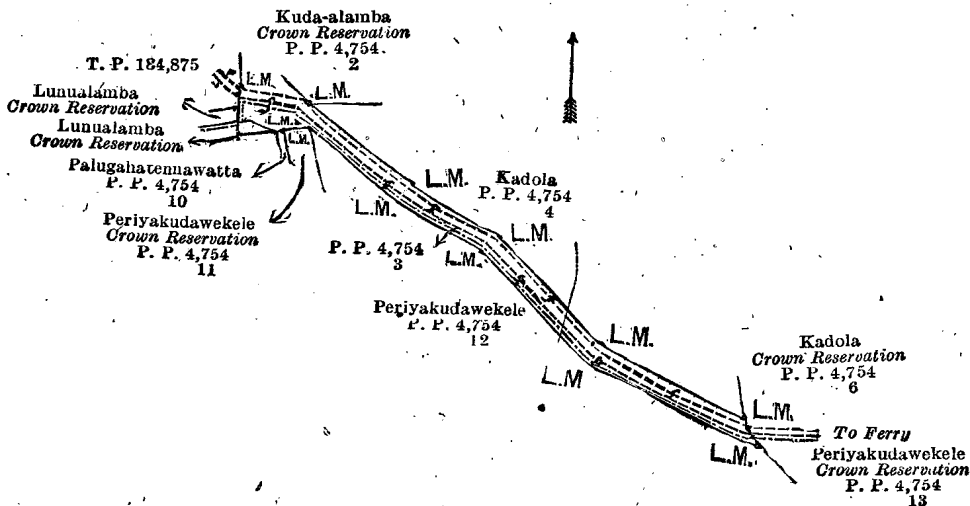 Kuda-alamba
Crown Reservation
P. P. 4,754.
2
T. P. 184,875
L.M.
L.M.
Lunualamba
Crown Reservation
Lunualamba
Crown Reservation
L.M.
L.M.
Palugahatennawatta
P. P. 4,754
10
Periyakudawekele
Crown Reservation
P. P. 4,754
11
L.M.
L.M.
Kadola
P. P. 4,754
4
L.M.
P. P. 4,754
3
L.M.
Periyakudawekele
P. P. 4,754
12
L.M.
L.M
Kadola
Crown Reservation
P. P. 4,754
6
L.M.
To Ferry
L.M.
Periyakudawekele
Crown Reservation
P. P. 4,754
13